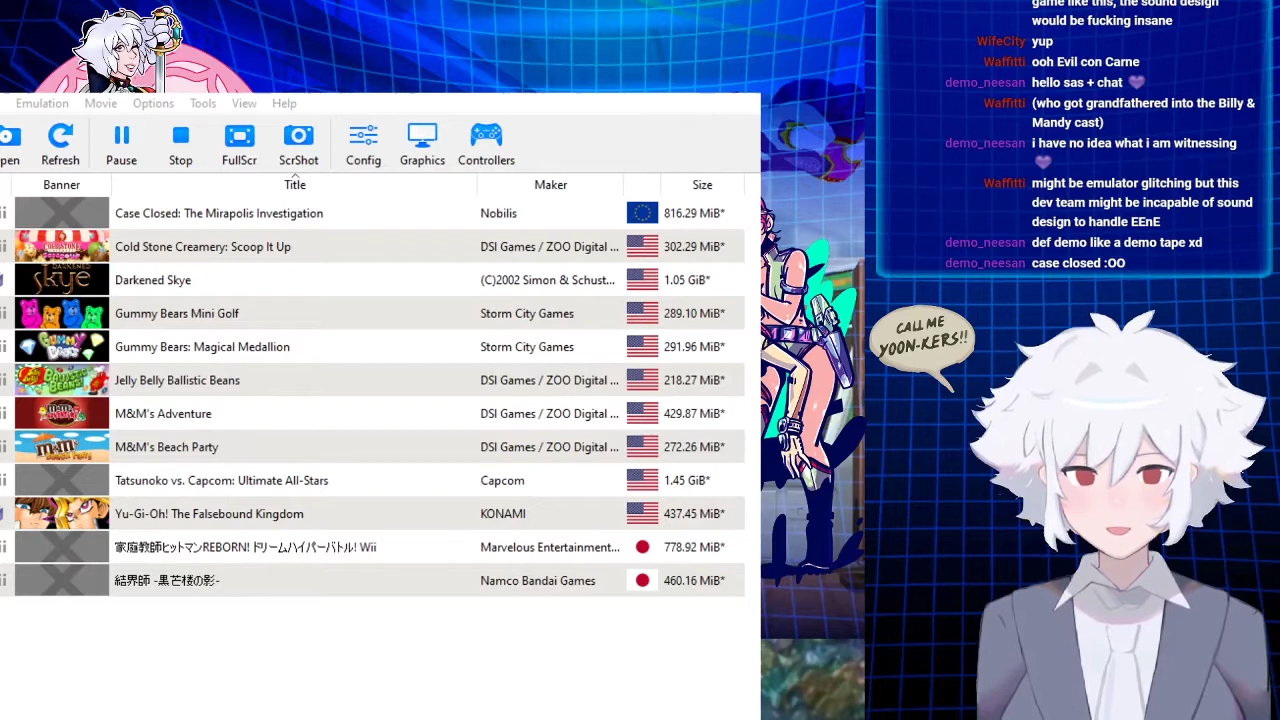 Emulation Movie Options Tools View Help
pen Refresh Pause Stop FullScr ScrShot Config Graphics Controllers
Banner Title Maker Size
Case Closed: The Mirapolis Investigation Nobilis 816.29 MiB*
Cold Stone Creamery: Scoop It Up DSI Games / ZOO Digital ... 302.29 MiB*
DARKENED
Skye
Darkened Skye (C)2002 Simon & Schust... 1.05 GiB*
Gummy Bears Mini Golf Storm City Games 289.10 MiB*
Gummy Bears: Magical Medallion Storm City Games 291.96 MiB*
Jelly Belly Ballistic Beans DSI Games / ZOO Digital ... 218.27 MiB*
M&M's Adventure DSI Games / ZOO Digital ... 429.87 MiB*
M&M's Beach Party DSI Games / ZOO Digital ... 272.26 MiB*
Tatsunoko vs. Capcom: Ultimate All-Stars Capcom 1.45 GiB*
Yu-Gi-Oh! The Falsebound Kingdom KONAMI 437.45 MiB*
家庭教師ヒットマンREBORN! ドリームハイパーバトル! Wii Marvelous Entertainment... 778.92 MiB*
結界師 -黒芒楼の影- Namco Bandai Games 460.16 MiB*
game like this, the sound design
would be fucking insane
WifeCity yup
Waffitti ooh Evil con Carne
demo_neesan hello sas + chat
Waffitti (who got grandfathered into the Billy &
Mandy cast)
demo_neesan i have no idea what i am witnessing
Waffitti might be emulator glitching but this
dev team might be incapable of sound
design to handle EEnE
demo_neesan def demo like a demo tape xd
demo_neesan case closed :OO
CALL ME
YOON-KERS!!